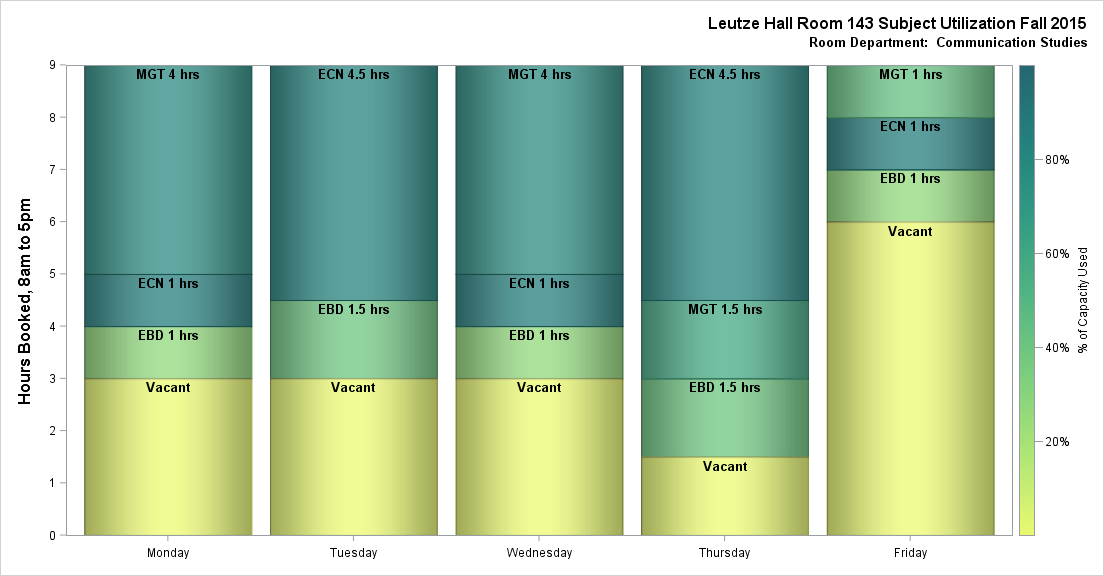 Leutze Hall Room 143 Subject Utilization Fall 2015
Room Department: Communication Studies
Hours Booked, 8am to 5pm
9
8
7
6
5
4
3
2
1
0
MGT 4 hrs
ECN 1 hrs
EBD 1 hrs
Vacant
Monday
ECN 4.5 hrs
EBD 1.5 hrs
Vacant
Tuesday
MGT 4 hrs
ECN 1 hrs
EBD 1 hrs
Vacant
Wednesday
ECN 4.5 hrs
MGT 1.5 hrs
EBD 1.5 hrs
Vacant
Thursday
MGT 1 hrs
ECN 1 hrs
EBD 1 hrs
Vacant
Friday
80%
60%
40%
20%
% of Capacity Used